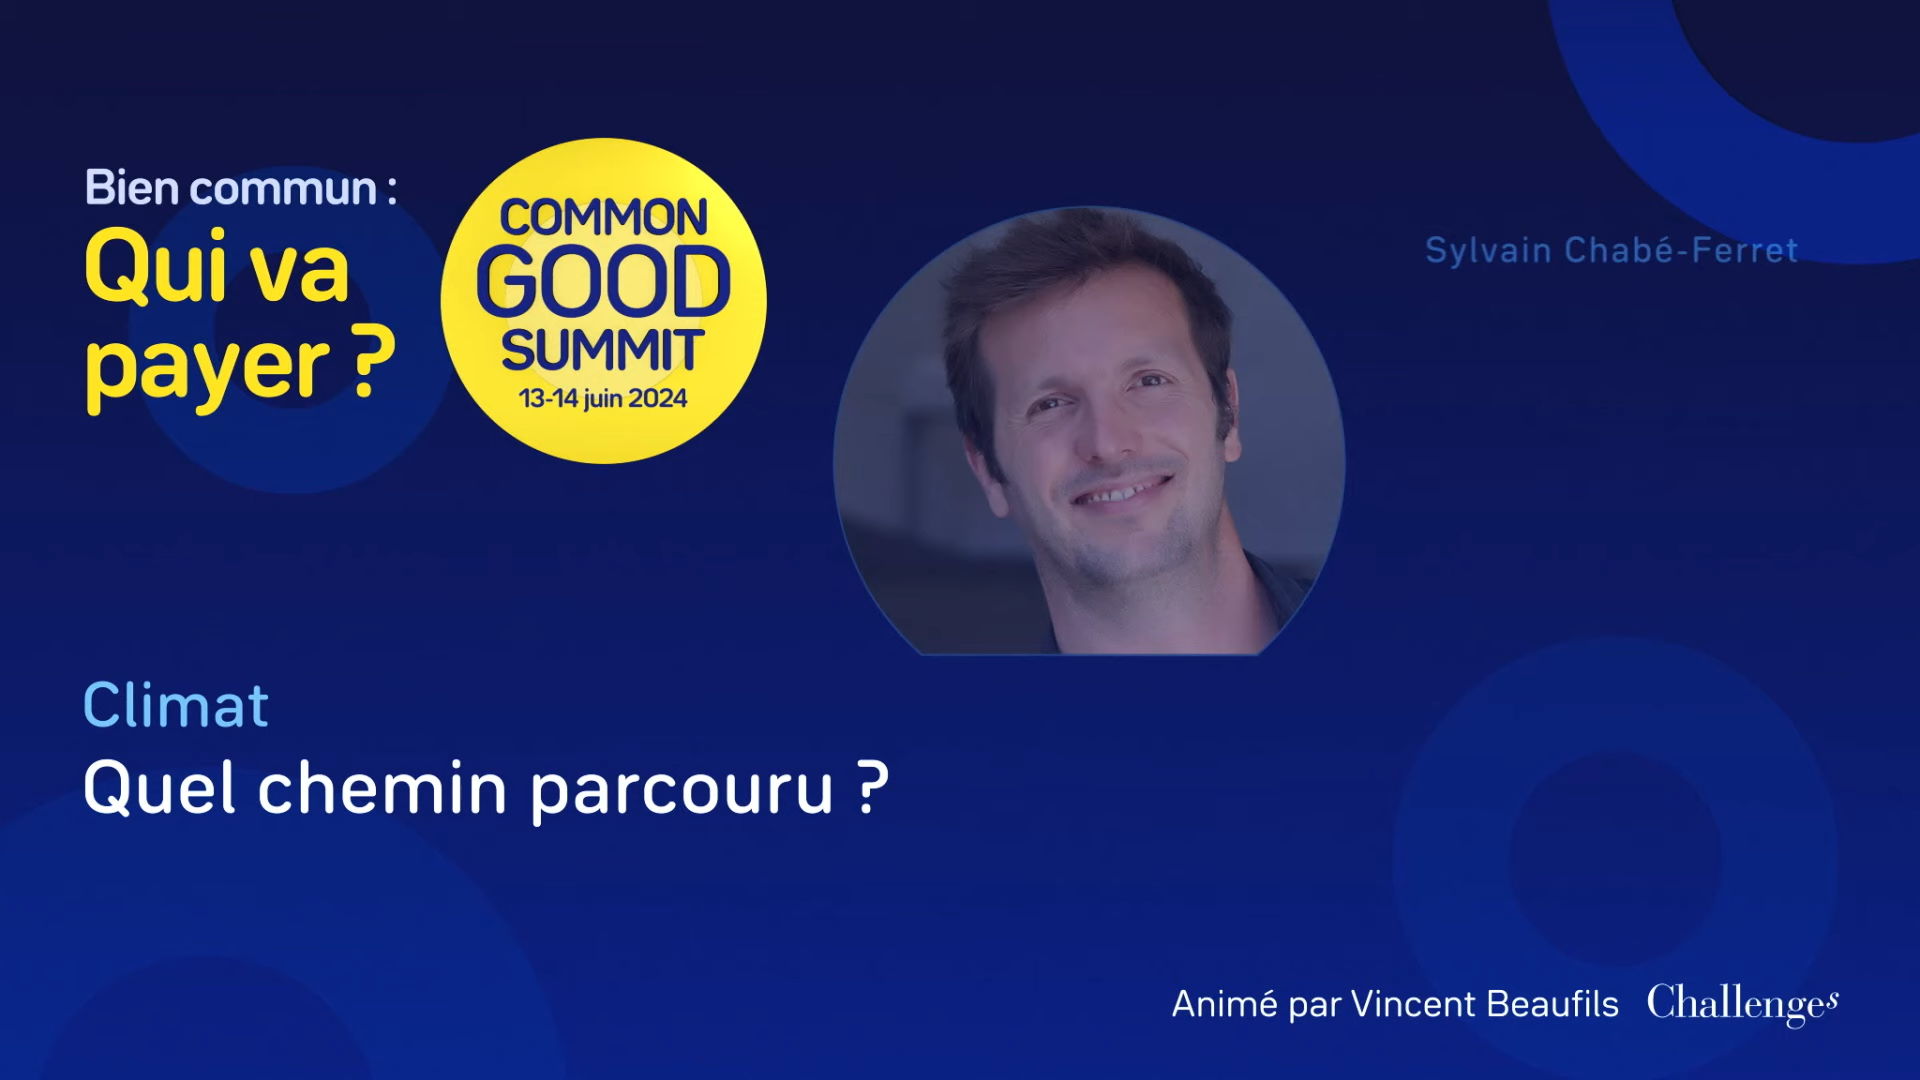 Bien commun :
Qui va
payer ?
COMMON
GOOD
SUMMIT
13-14 juin 2024
Sylvain Chabé-Ferret
Climat
Quel chemin parcouru ?
Animé par Vincent Beaufils Challenges